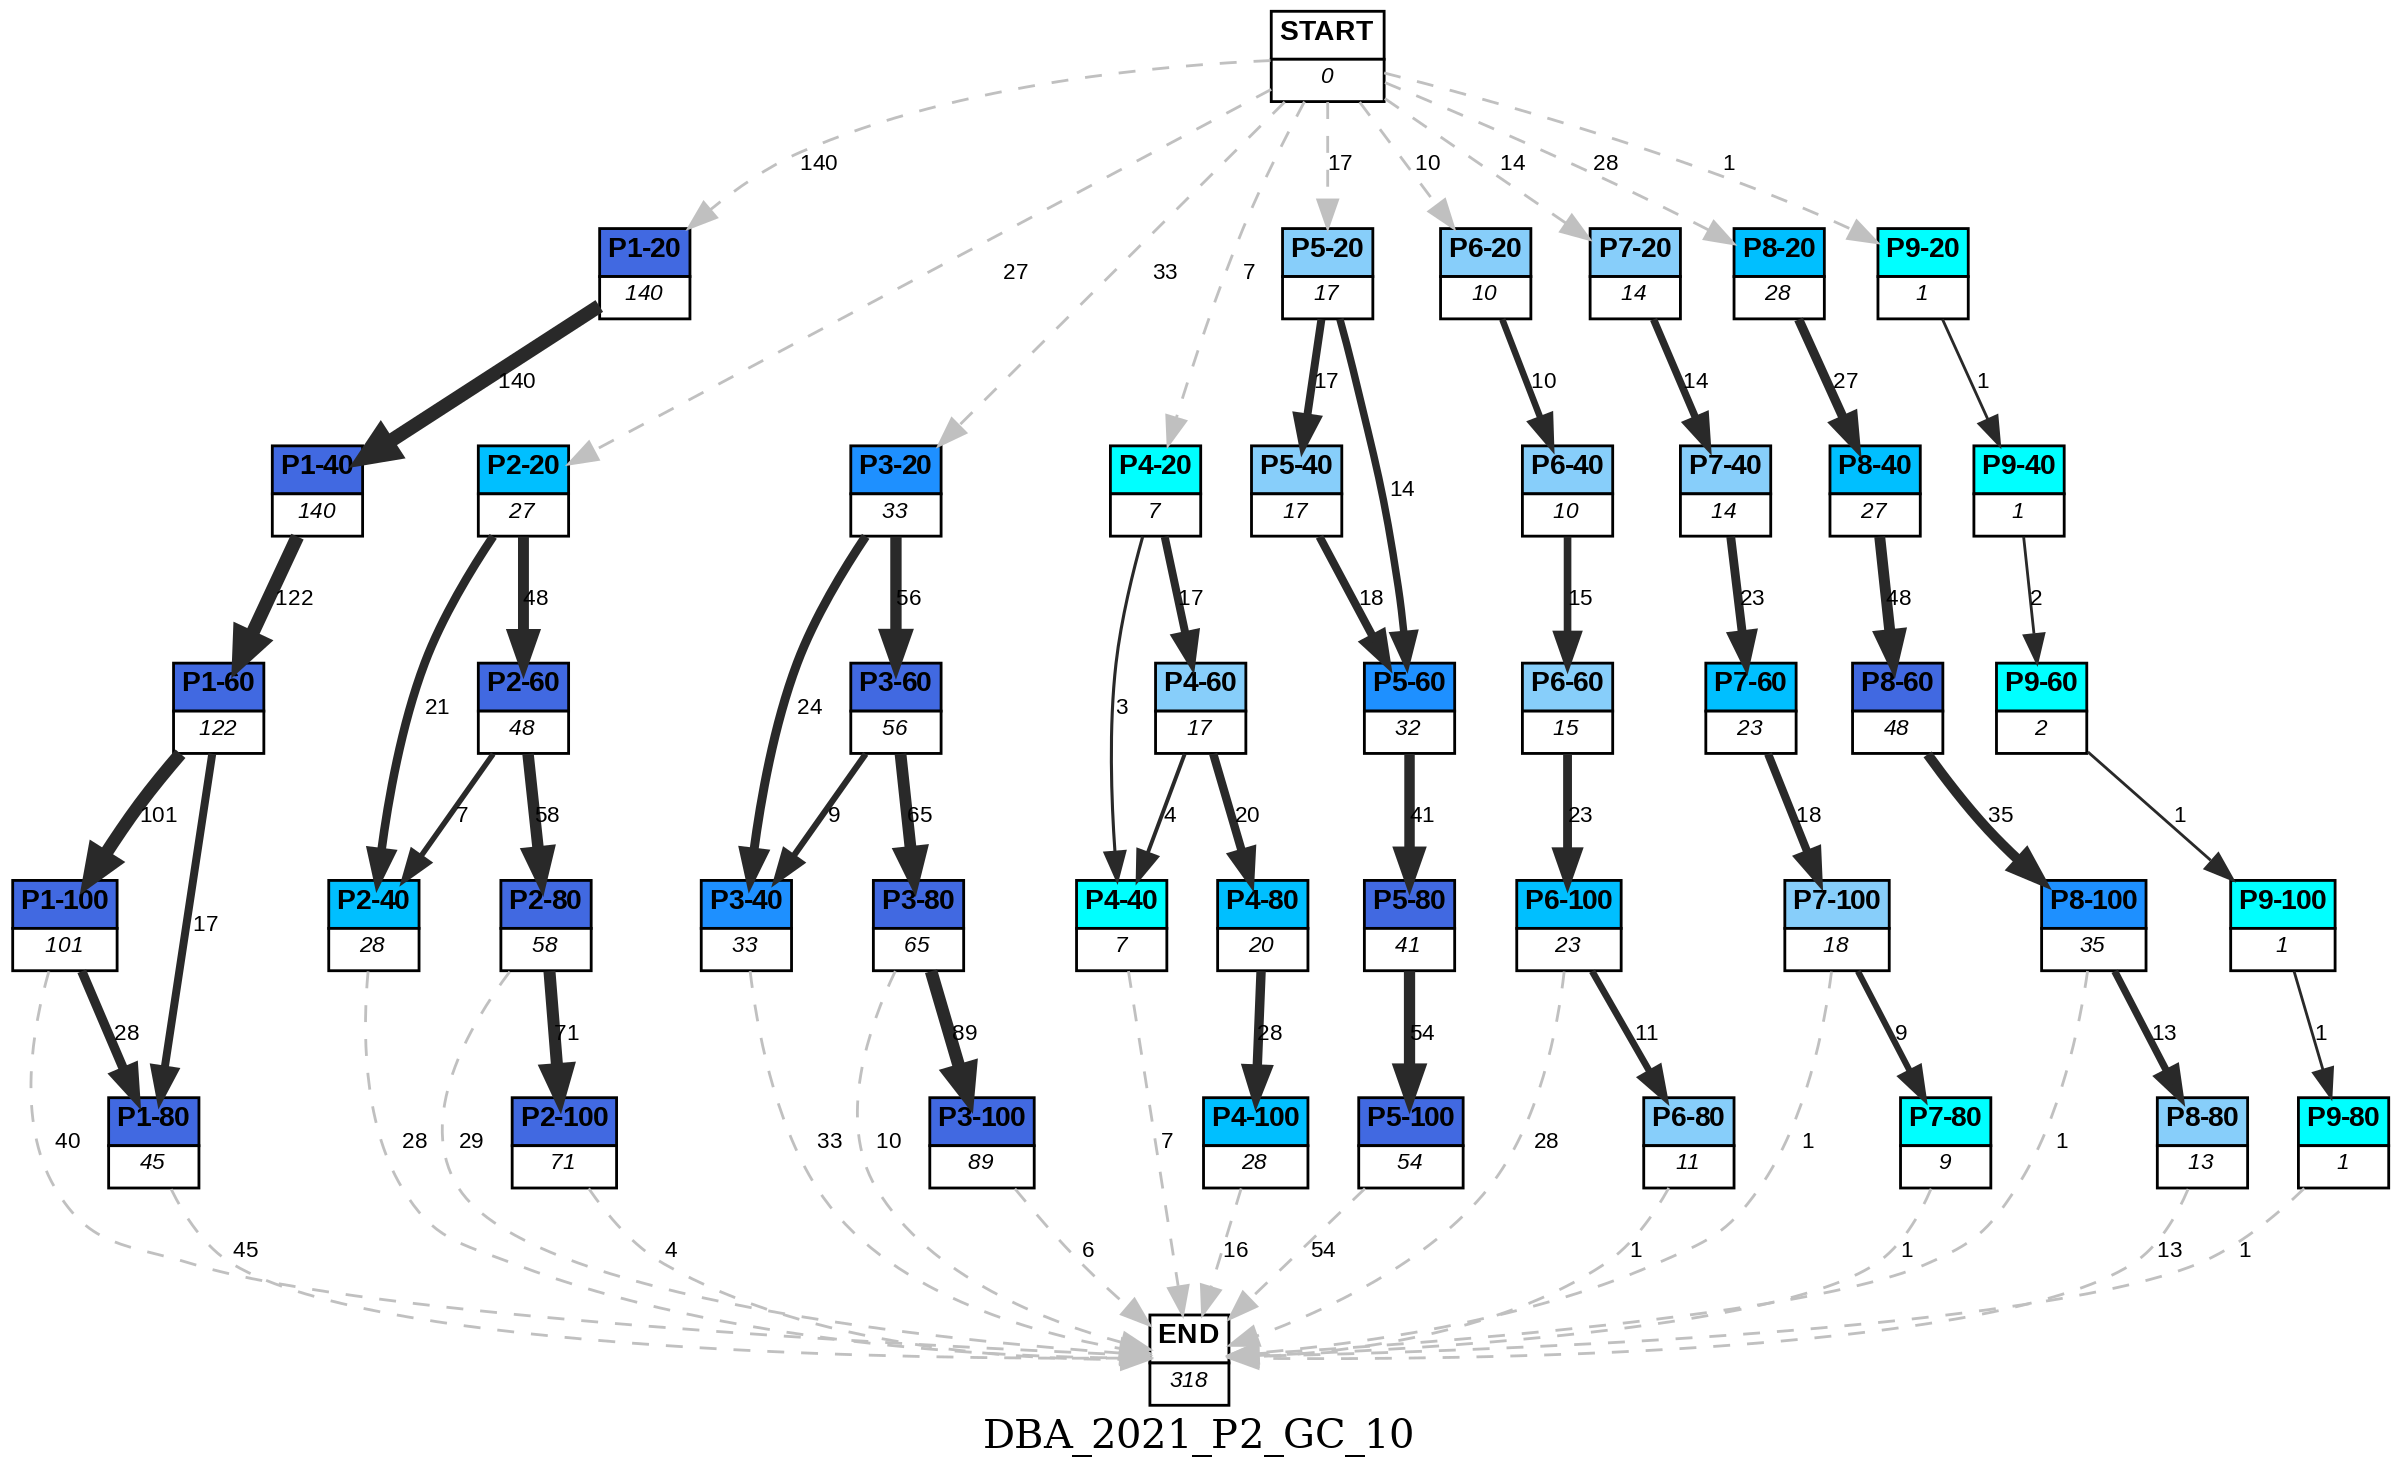 START
0
140
17
10
14
28
1
P1-20
140
27
33
7
P5-20
17
P6-20
10
P7-20
14
P8-20
28
P9-20
1
140
17
10
14
27
1
P1-40
140
P2-20
27
P3-20
33
P4-20
7
P5-40
17
14
P6-40
10
P7-40
14
P8-40
27
P9-40
1
122
48
56
17
18
15
23
48
2
P1-60
122
21
P2-60
48
24
P3-60
56
3
P4-60
17
P5-60
32
P6-60
15
P7-60
23
P8-60
48
P9-60
2
101
7
58
9
65
4
20
41
23
18
35
1
P1-100
101
17
P2-40
28
P2-80
58
P3-40
33
P3-80
65
P4-40
7
P4-80
20
P5-80
41
P6-100
23
P7-100
18
P8-100
35
P9-100
1
28
71
89
28
54
11
9
13
1
40
P1-80
45
28
29
P2-100
71
33
10
P3-100
89
7
P4-100
28
P5-100
54
28
P6-80
11
1
P7-80
9
1
P8-80
13
P9-80
1
45
4
6
16
54
1
1
13
1
END
318
DBA_2021_P2_GC_10